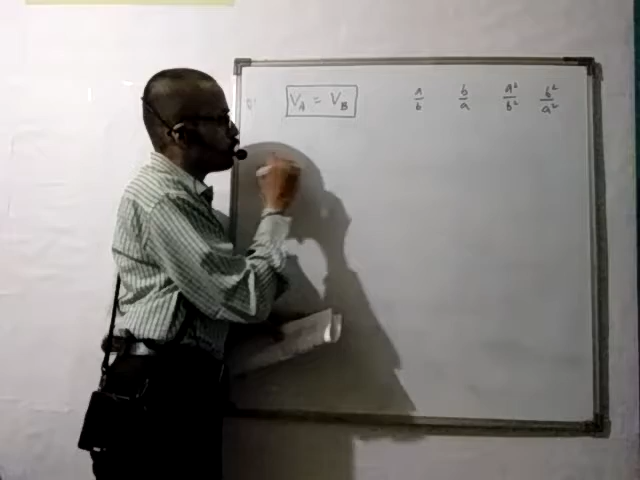 V_A = V_B a/b b/a a²/b² b²/a²